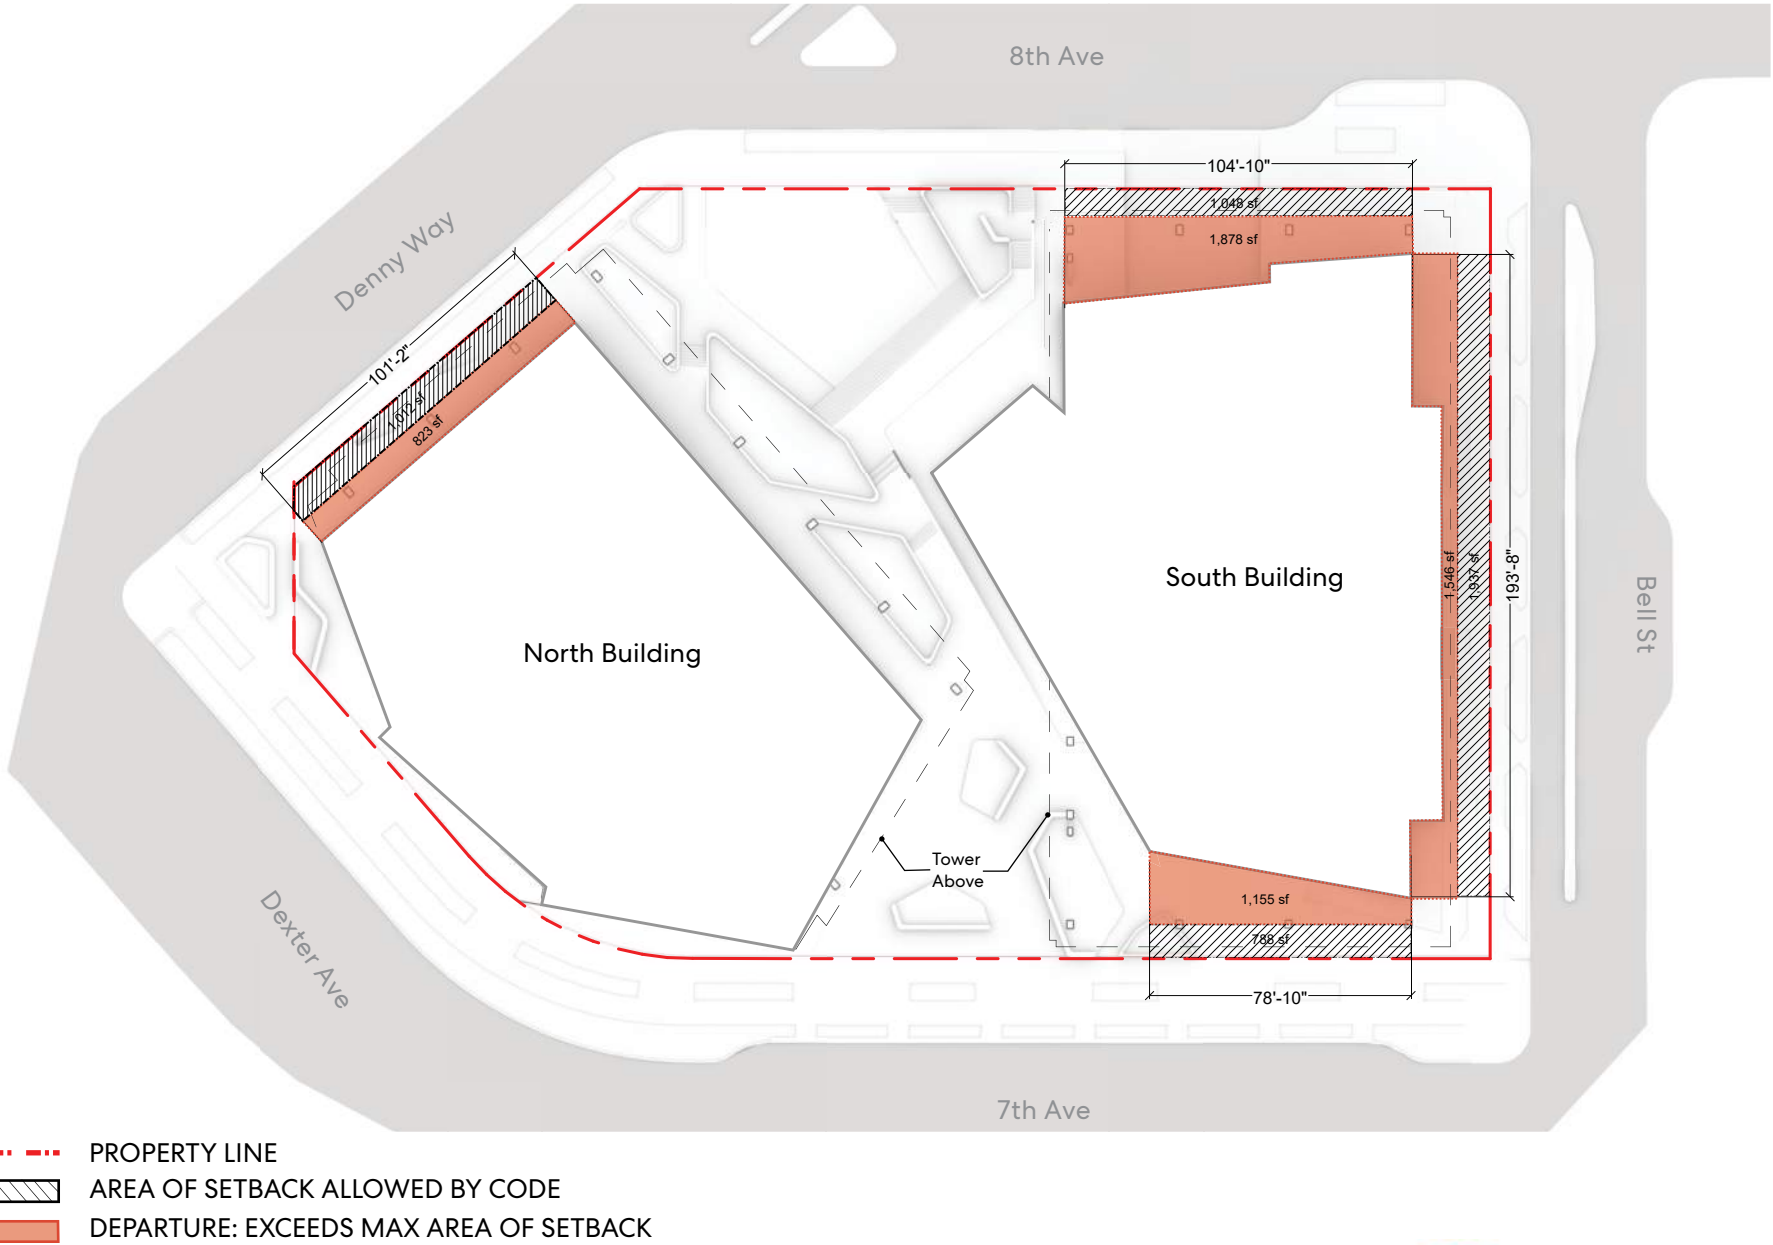 8th Ave
104'-10"
1,048 sf
1,878 sf
Denny Way
101'-2"
1,012 sf
823 sf
South Building
North Building
1,546 sf
1,937 sf
193'-8"
Bell St
Tower
Above
1,155 sf
788 sf
78'-10"
Dexter Ave
7th Ave
PROPERTY LINE
AREA OF SETBACK ALLOWED BY CODE
DEPARTURE: EXCEEDS MAX AREA OF SETBACK